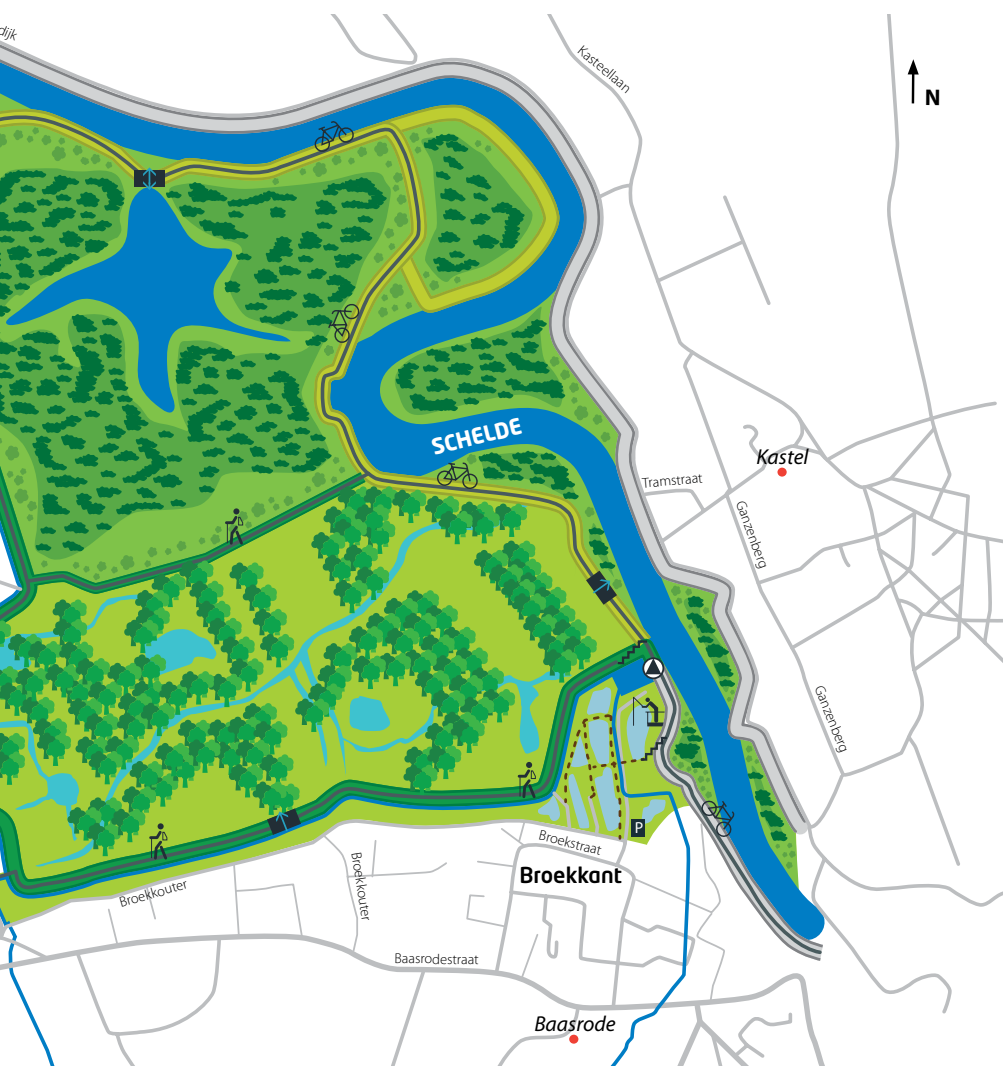 dijk
Kasteellaan
N
SCHELDE
Kastel
Tramstraat
Ganzenberg
Ganzenberg
P
Broekstraat
Broekkant
Broekkouter
Broekkouter
Baasrodestraat
Baasrode